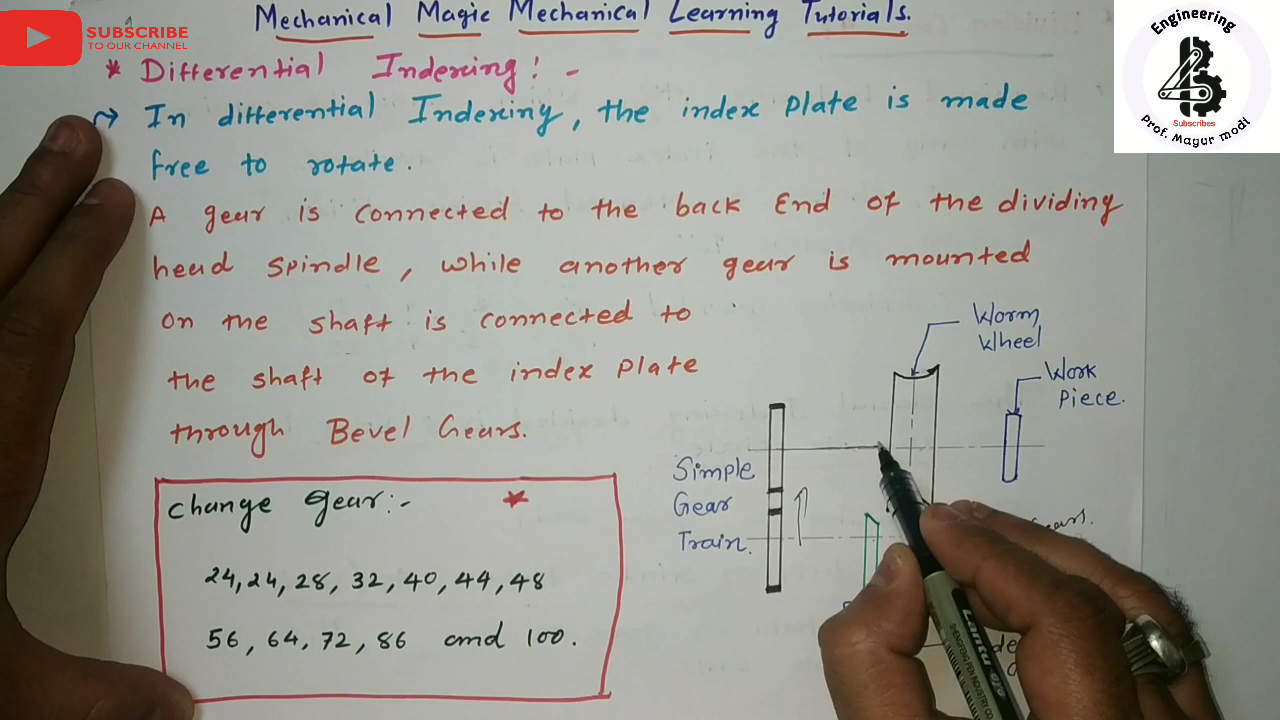 Mechanical Magic Mechanical Learning Tutorials.
SUBSCRIBE
TO OUR CHANNEL
Engineering
Subscribes
Prof. Mayur modi
* Differential Indexing: -
In differential Indexing, the index plate is made
free to rotate.
A gear is connected to the back End of the dividing
head spindle, while another gear is mounted
on the shaft is connected to
the shaft of the index plate
through Bevel Gears.
Worm
Wheel
Work
Piece.
Simple
Gear
Train.
change gear:-
24, 24, 28, 32, 40, 44, 48
56, 64, 72, 86 and 100.
Lantu